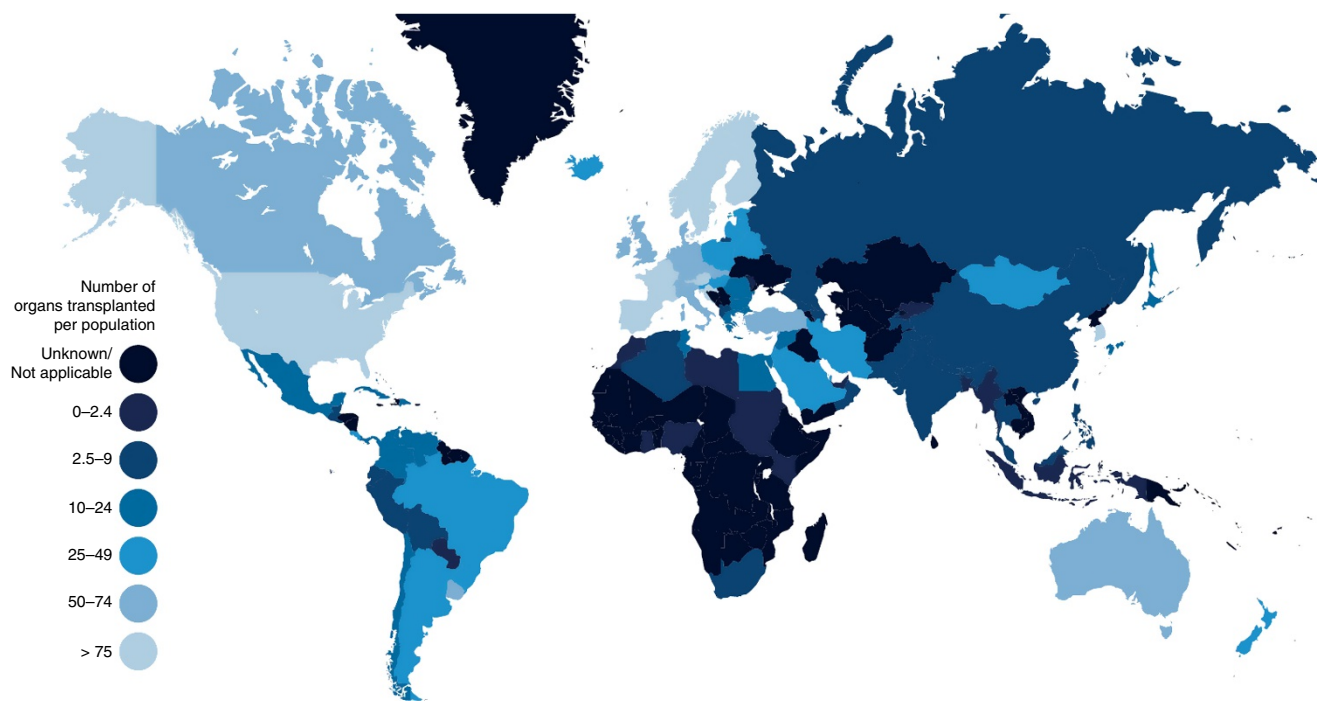 Number of
organs transplanted
per population
Unknown/
Not applicable
0–2.4
2.5–9
10–24
25–49
50–74
> 75